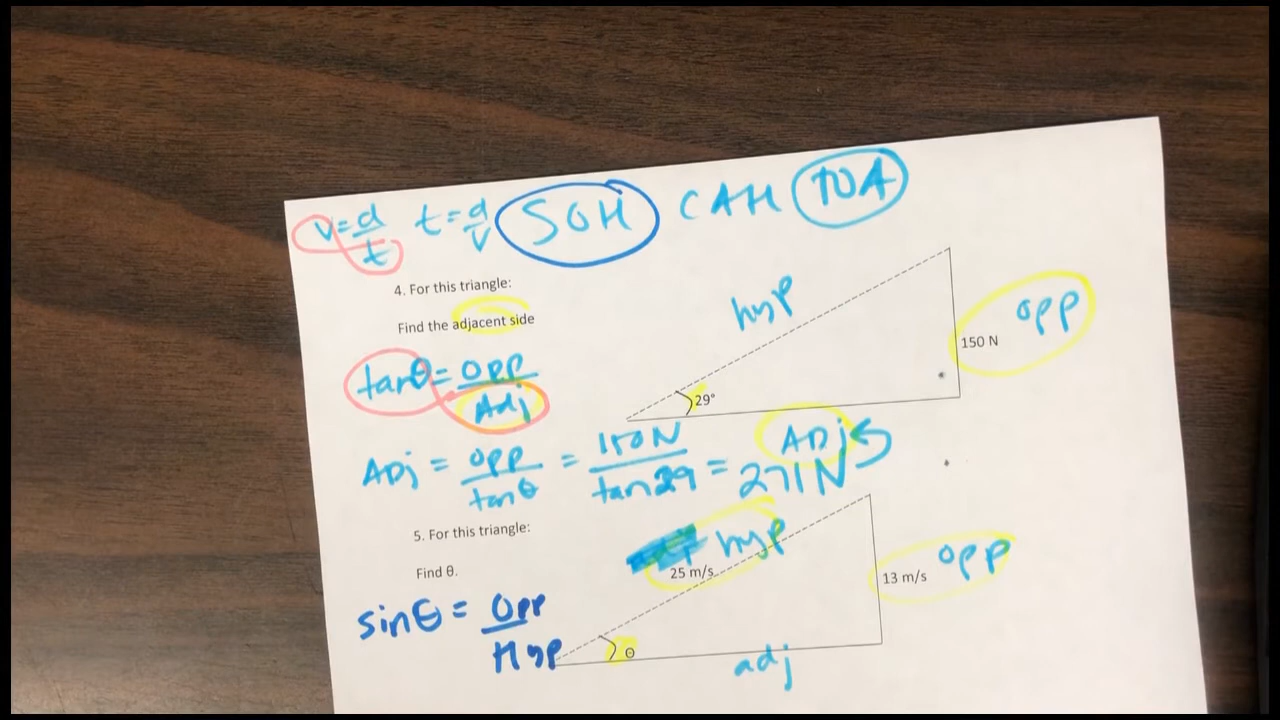 v=d/t t=d/v SOH CAH TOA
4. For this triangle:
Find the adjacent side
hyp
opp
150 N
29°
tanθ=Opp/Adj
ADj
ADj = opp/tanθ = 150N/tan29 = 271N
5. For this triangle:
hyp
25 m/s
opp
13 m/s
Find θ.
sinθ = Opp/Hyp
θ
adj